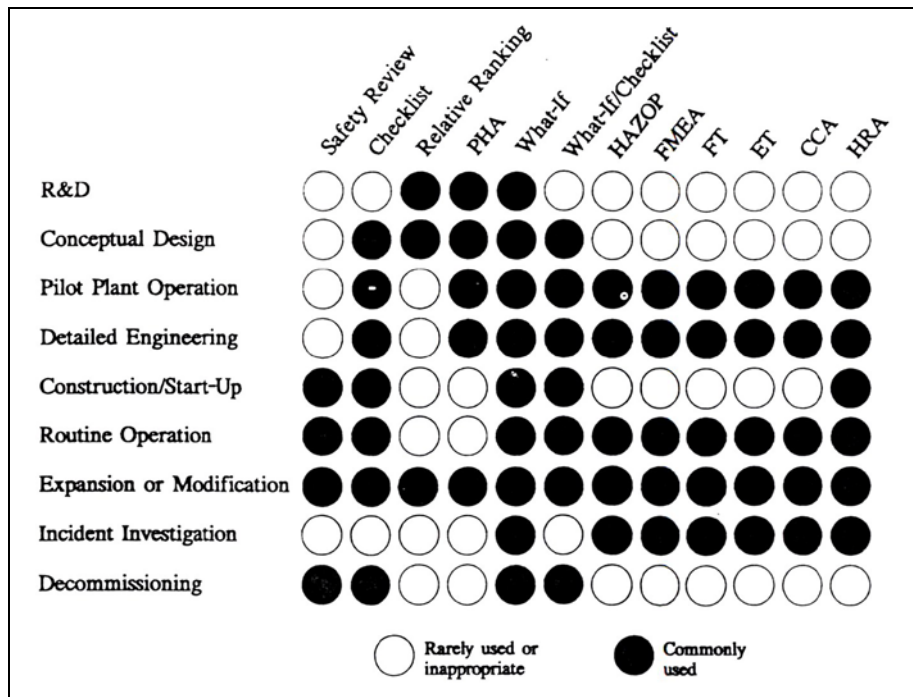 Safety Review
Checklist
Relative Ranking
PHA
What-If
What-If/Checklist
HAZOP
FMEA
FT
ET
CCA
HRA
R&D
Conceptual Design
Pilot Plant Operation
Detailed Engineering
Construction/Start-Up
Routine Operation
Expansion or Modification
Incident Investigation
Decommissioning
Rarely used or
inappropriate
Commonly
used